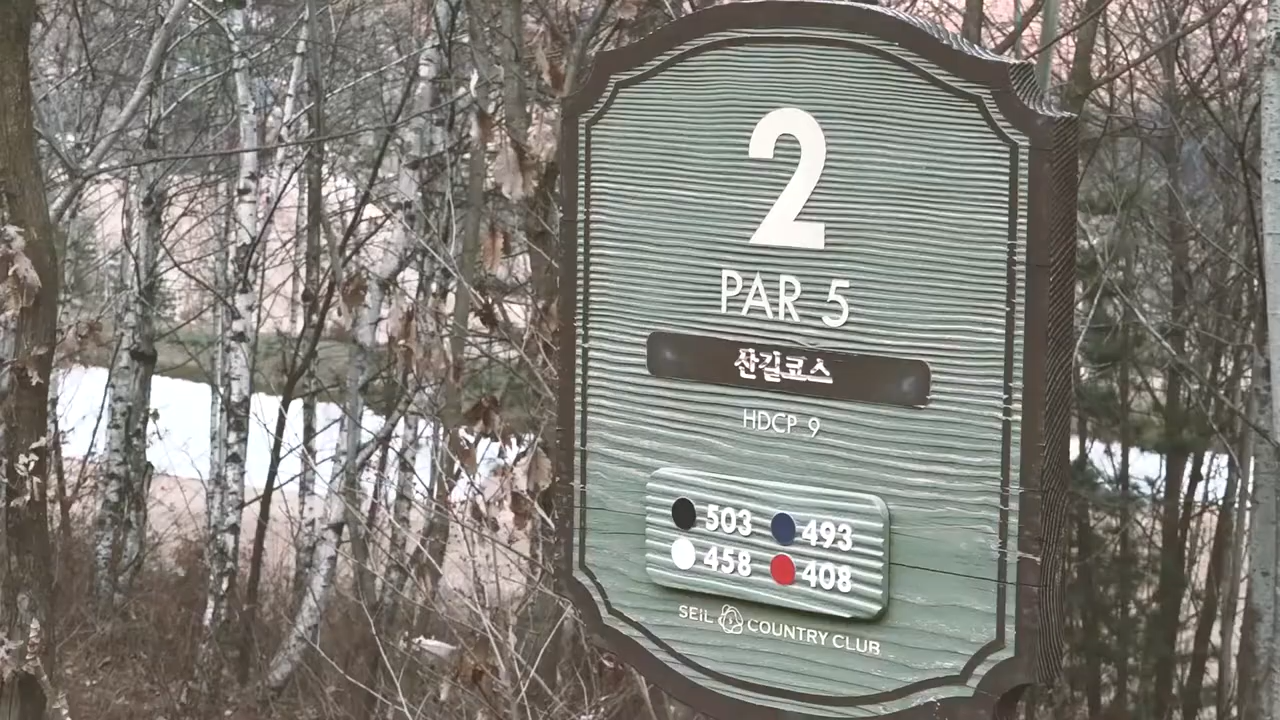 2
PAR 5
산길코스
HDCP 9
503 493
458 408
SEIL COUNTRY CLUB